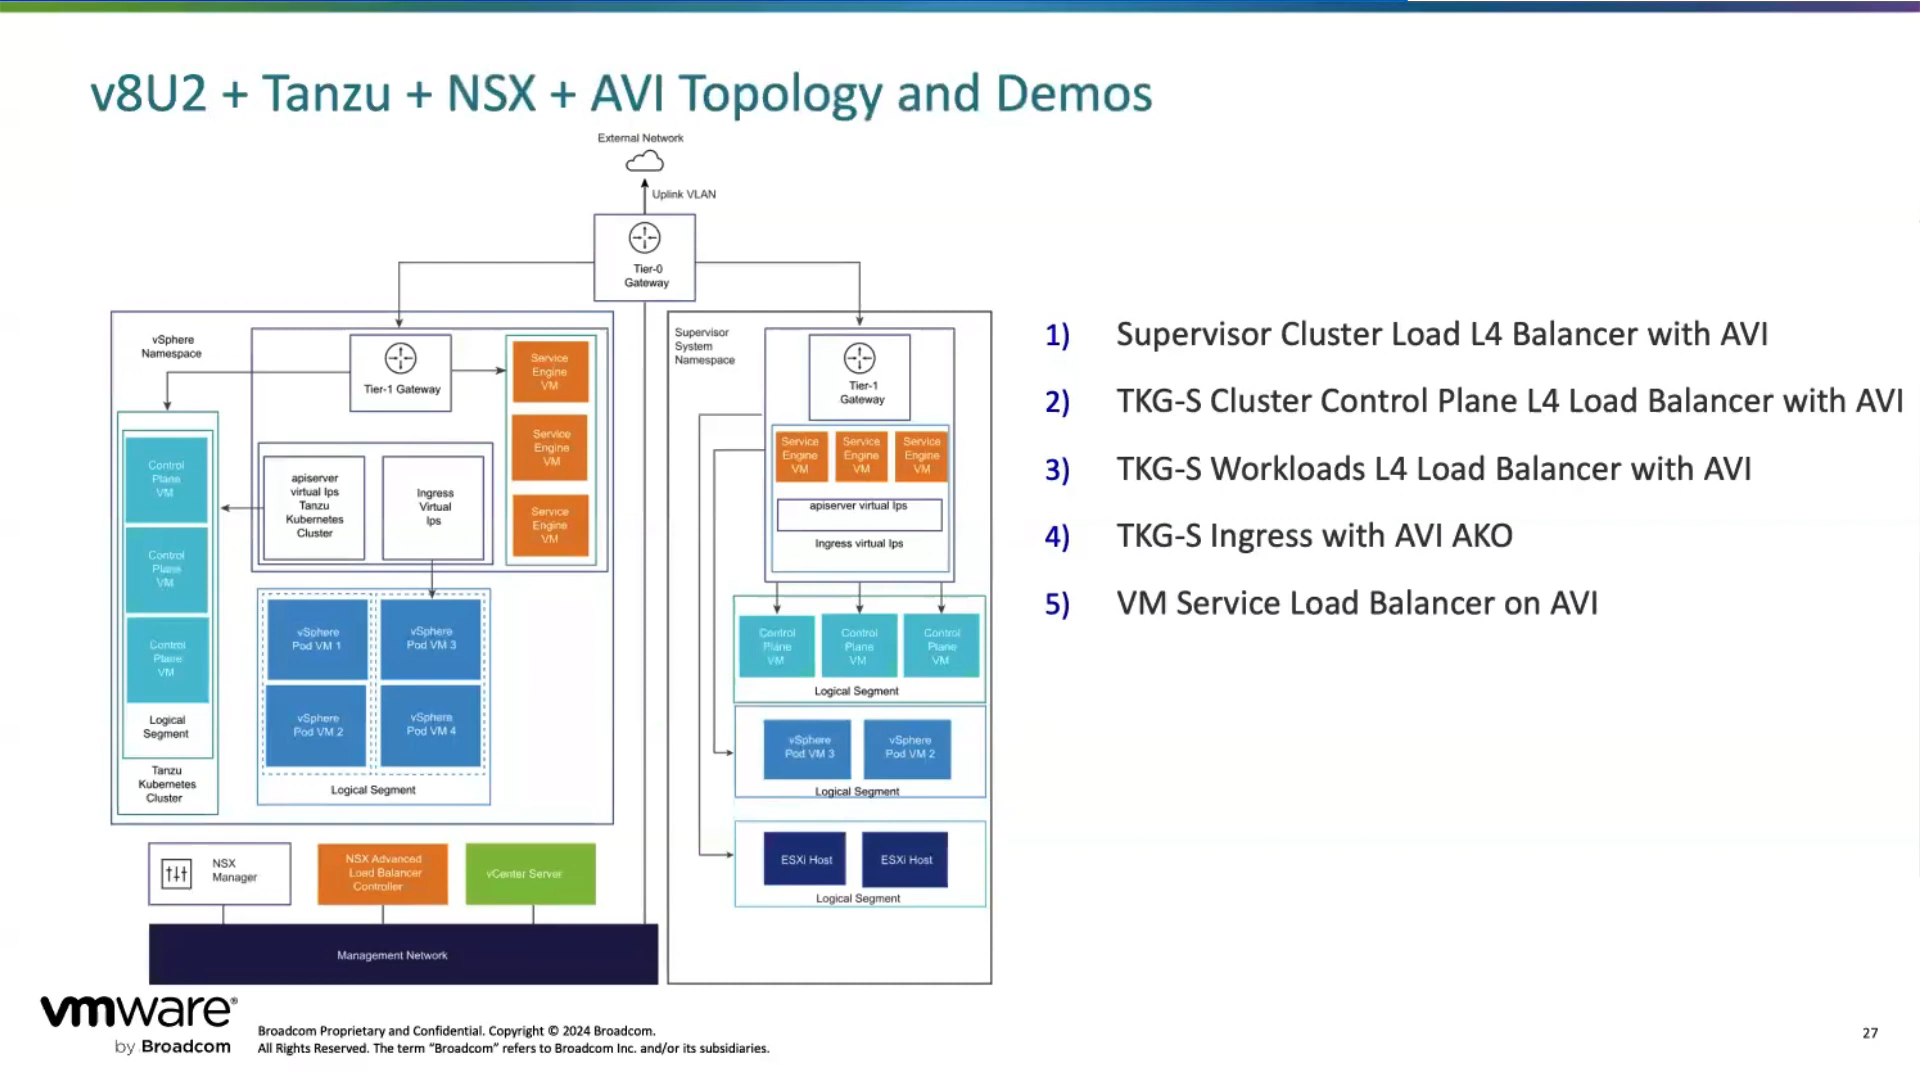 v8U2 + Tanzu + NSX + AVI Topology and Demos
External Network
Uplink VLAN
Tier-0
Gateway
vSphere
Namespace
Tier-1 Gateway
Service
Engine
VM
Service
Engine
VM
Service
Engine
VM
Control
Plane
VM
Control
Plane
VM
Control
Plane
VM
Logical
Segment
Tanzu
Kubernetes
Cluster
apiserver
virtual Ips
Tanzu
Kubernetes
Cluster
Ingress
Virtual
Ips
vSphere
Pod VM 1
vSphere
Pod VM 3
vSphere
Pod VM 2
vSphere
Pod VM 4
Logical Segment
Supervisor
System
Namespace
Tier-1
Gateway
Service
Engine
VM
Service
Engine
VM
Service
Engine
VM
apiserver virtual Ips
Ingress virtual Ips
Control
Plane
VM
Control
Plane
VM
Control
Plane
VM
Logical Segment
vSphere
Pod VM 3
vSphere
Pod VM 2
Logical Segment
ESXi Host
ESXi Host
Logical Segment
NSX
Manager
NSX Advanced
Load Balancer
Controller
vCenter Server
Management Network
1) Supervisor Cluster Load L4 Balancer with AVI
2) TKG-S Cluster Control Plane L4 Load Balancer with AVI
3) TKG-S Workloads L4 Load Balancer with AVI
4) TKG-S Ingress with AVI AKO
5) VM Service Load Balancer on AVI
vmware®
by Broadcom
Broadcom Proprietary and Confidential. Copyright © 2024 Broadcom.
All Rights Reserved. The term “Broadcom” refers to Broadcom Inc. and/or its subsidiaries.
27